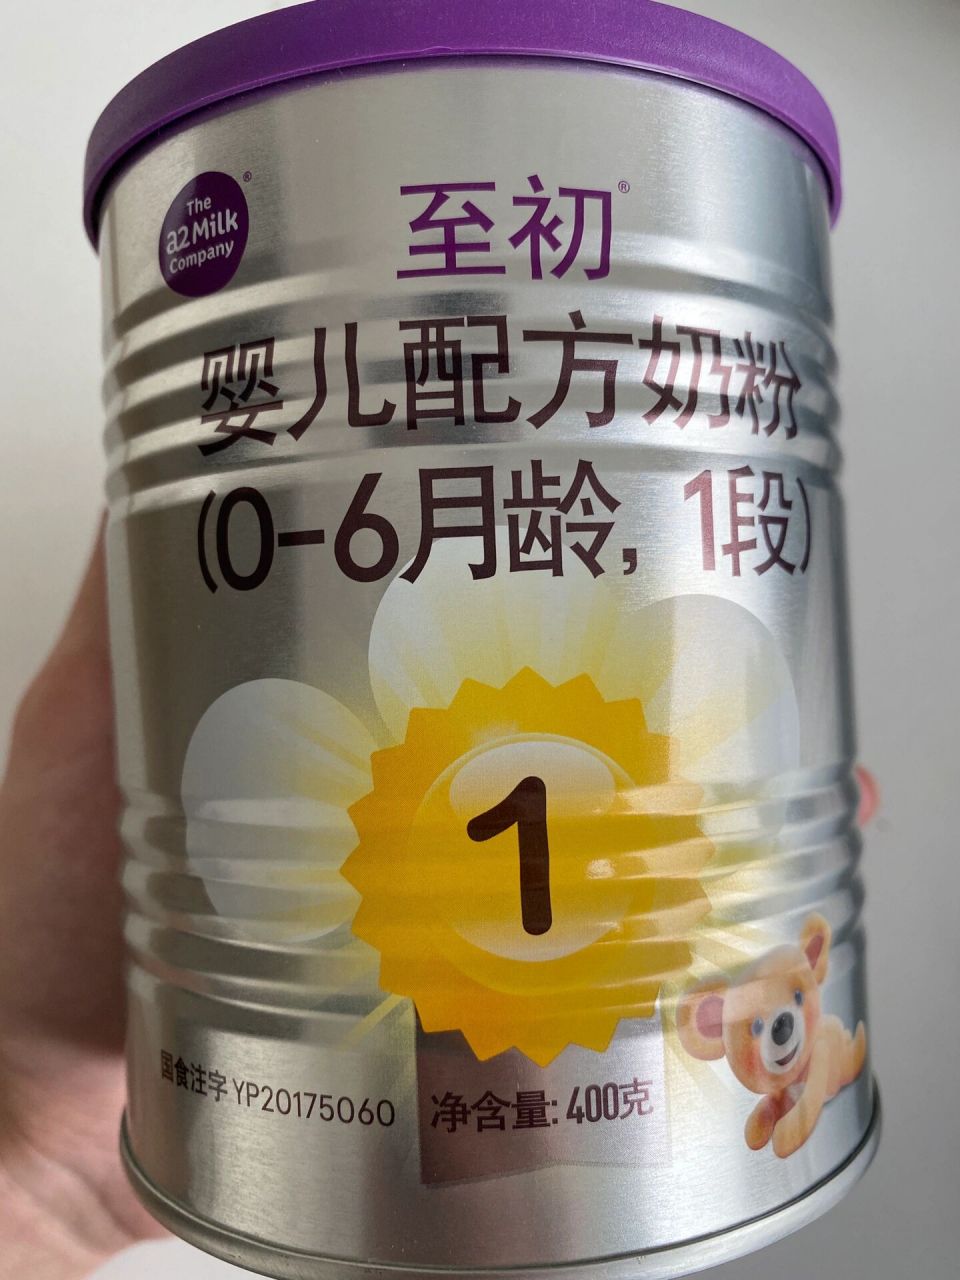 The
a2 Milk
Company
®
至初®
婴儿配方奶粉
(0-6月龄, 1段)
1
国食注字 YP20175060
净含量: 400克